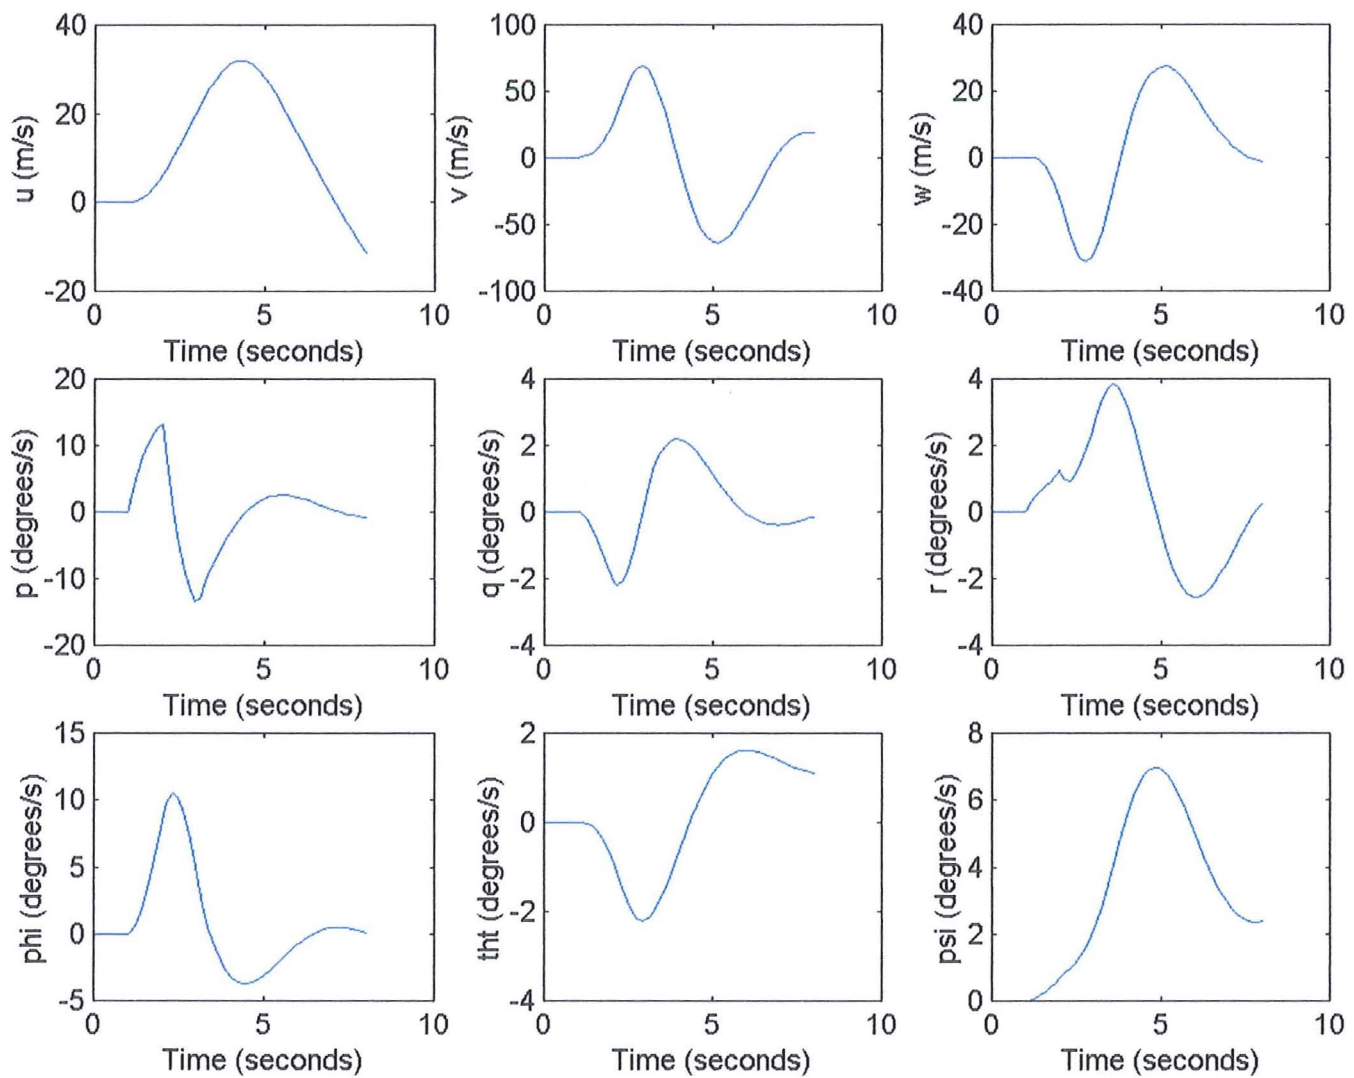 40
20
0
-20
u (m/s)
0 5 10
Time (seconds)
100
50
0
-50
-100
v (m/s)
0 5 10
Time (seconds)
40
20
0
-20
-40
w (m/s)
0 5 10
Time (seconds)
20
10
0
-10
-20
p (degrees/s)
0 5 10
Time (seconds)
4
2
0
-2
-4
q (degrees/s)
0 5 10
Time (seconds)
4
2
0
-2
-4
r (degrees/s)
0 5 10
Time (seconds)
15
10
5
0
-5
phi (degrees/s)
0 5 10
Time (seconds)
2
0
-2
-4
tht (degrees/s)
0 5 10
Time (seconds)
8
6
4
2
0
psi (degrees/s)
0 5 10
Time (seconds)